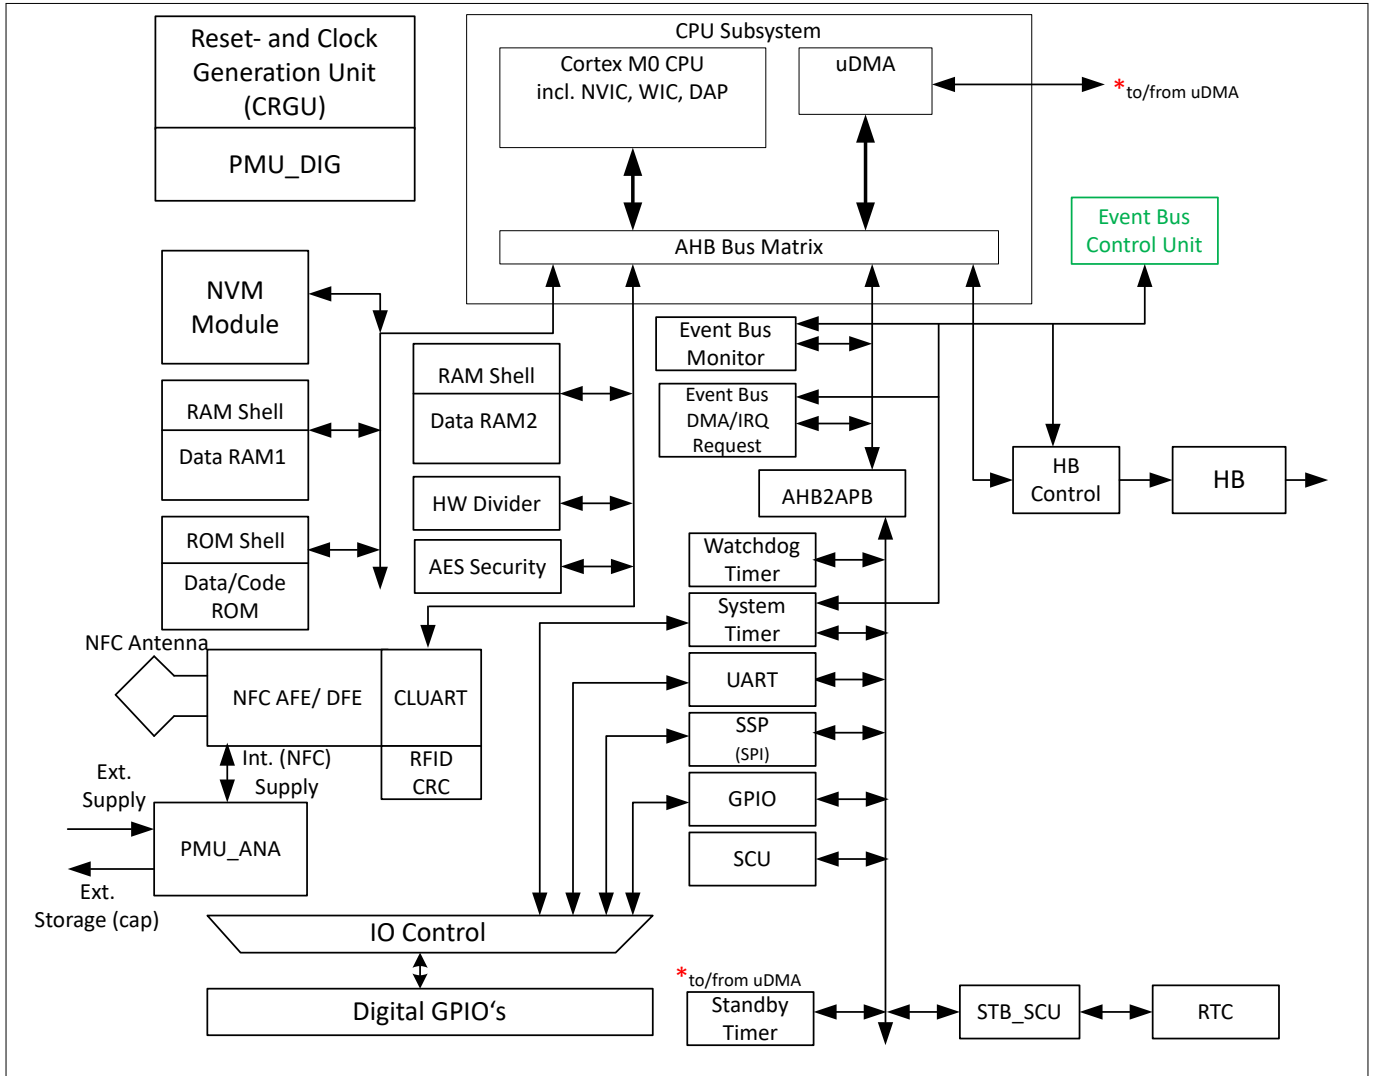 Reset- and Clock
Generation Unit
(CRGU)
PMU_DIG
CPU Subsystem
Cortex M0 CPU
incl. NVIC, WIC, DAP
uDMA
*to/from uDMA
AHB Bus Matrix
Event Bus
Control Unit
NVM
Module
Event Bus
Monitor
RAM Shell
Data RAM2
RAM Shell
Data RAM1
Event Bus
DMA/IRQ
Request
HB
Control
HB
AHB2APB
HW Divider
ROM Shell
Data/Code
ROM
AES Security
Watchdog
Timer
System
Timer
NFC Antenna
NFC AFE/ DFE
CLUART
RFID
CRC
UART
SSP
(SPI)
Int. (NFC)
Supply
Ext.
Supply
PMU_ANA
GPIO
SCU
Ext.
Storage (cap)
IO Control
Digital GPIO‘s
*to/from uDMA
Standby
Timer
STB_SCU
RTC